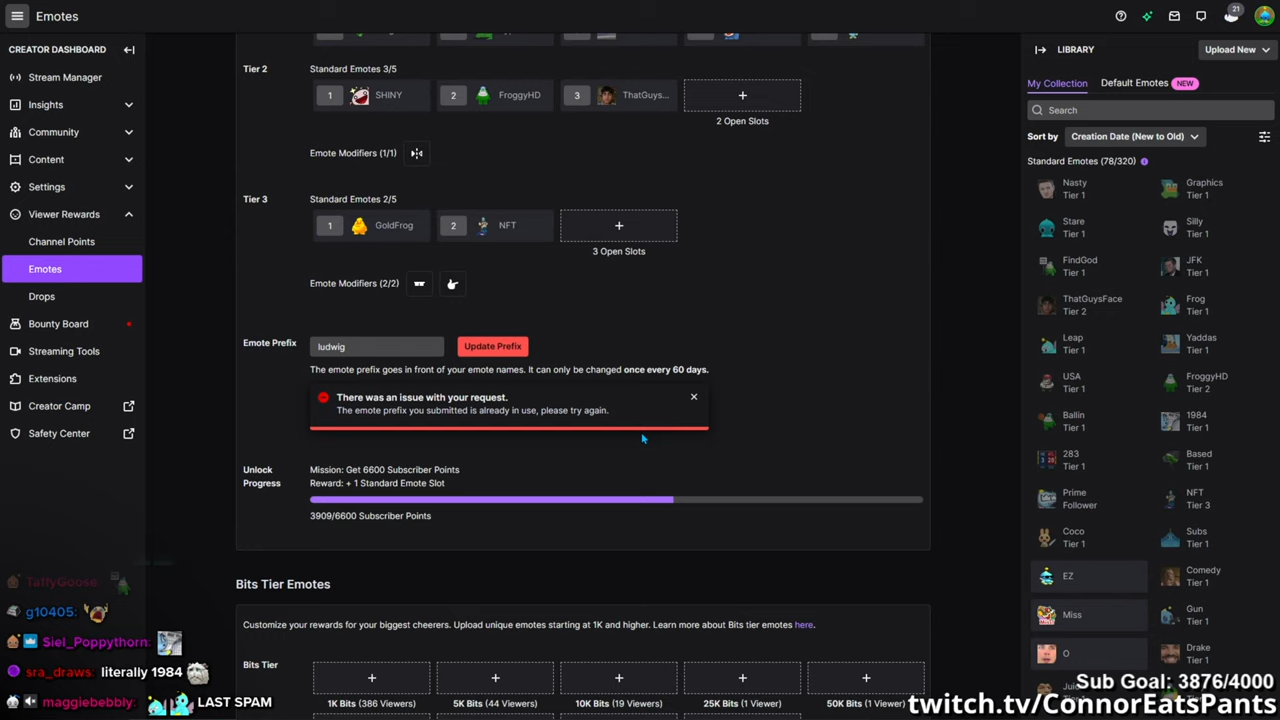 Emotes
21
CREATOR DASHBOARD
Stream Manager
Insights
Community
Content
Settings
Viewer Rewards
Channel Points
Emotes
Drops
Bounty Board
Streaming Tools
Extensions
Creator Camp
Safety Center
Tier 2
Standard Emotes 3/5
1 SHINY
2 FroggyHD
3 ThatGuys...
2 Open Slots
Emote Modifiers (1/1)
Tier 3
Standard Emotes 2/5
1 GoldFrog
2 NFT
3 Open Slots
Emote Modifiers (2/2)
Emote Prefix
ludwig
Update Prefix
The emote prefix goes in front of your emote names. It can only be changed once every 60 days.
There was an issue with your request.
The emote prefix you submitted is already in use, please try again.
Unlock
Progress
Mission: Get 6600 Subscriber Points
Reward: + 1 Standard Emote Slot
3909/6600 Subscriber Points
Bits Tier Emotes
Customize your rewards for your biggest cheerers. Upload unique emotes starting at 1K and higher. Learn more about Bits tier emotes here.
Bits Tier
1K Bits (386 Viewers)
5K Bits (44 Viewers)
10K Bits (19 Viewers)
25K Bits (1 Viewer)
50K Bits (1 Viewer)
LIBRARY
Upload New
My Collection
Default Emotes NEW
Search
Sort by
Creation Date (New to Old)
Standard Emotes (78/320)
Nasty
Tier 1
Graphics
Tier 1
Stare
Tier 1
Silly
Tier 1
FindGod
Tier 1
JFK
Tier 1
ThatGuysFace
Tier 2
Frog
Tier 1
Leap
Tier 1
Yaddas
Tier 1
USA
Tier 1
FroggyHD
Tier 2
Ballin
Tier 1
1984
Tier 1
283
Tier 1
Based
Tier 1
Prime
Follower
NFT
Tier 3
Coco
Tier 1
Subs
Tier 1
EZ
Comedy
Tier 1
Miss
Gun
Tier 1
O
Drake
Tier 1
TattyGoose
g10405:
Siel_Poppythorn:
sra_draws: literally 1984
maggiebebbly: LAST SPAM
Sub Goal: 3876/4000
twitch.tv/ConnorEatsPants